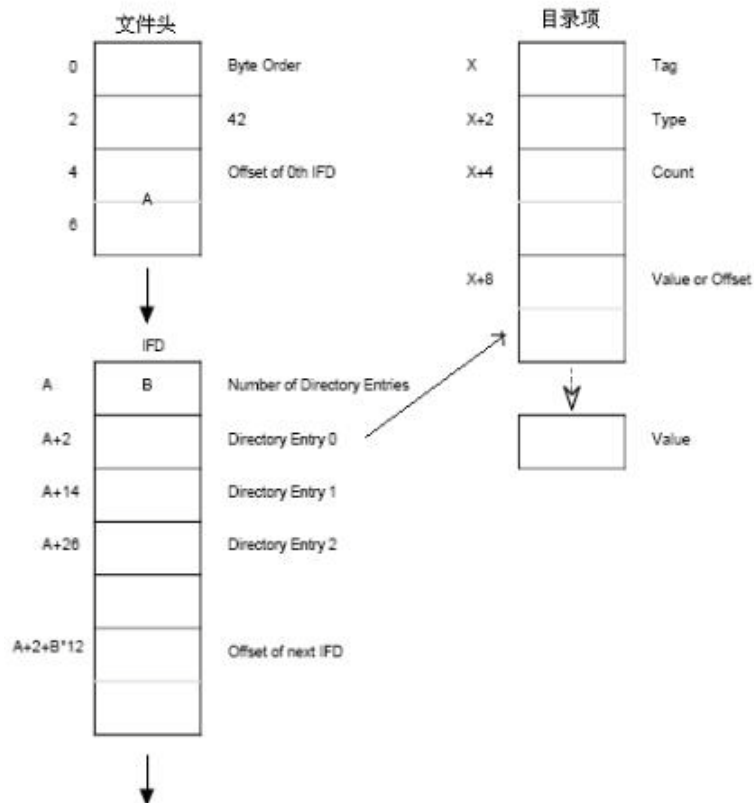 文件头
0 Byte Order
2 42
4 Offset of 0th IFD
A
6
IFD
A B Number of Directory Entries
A+2 Directory Entry 0
A+14 Directory Entry 1
A+26 Directory Entry 2
A+2+B*12 Offset of next IFD
目录项
X Tag
X+2 Type
X+4 Count
X+8 Value or Offset
Value